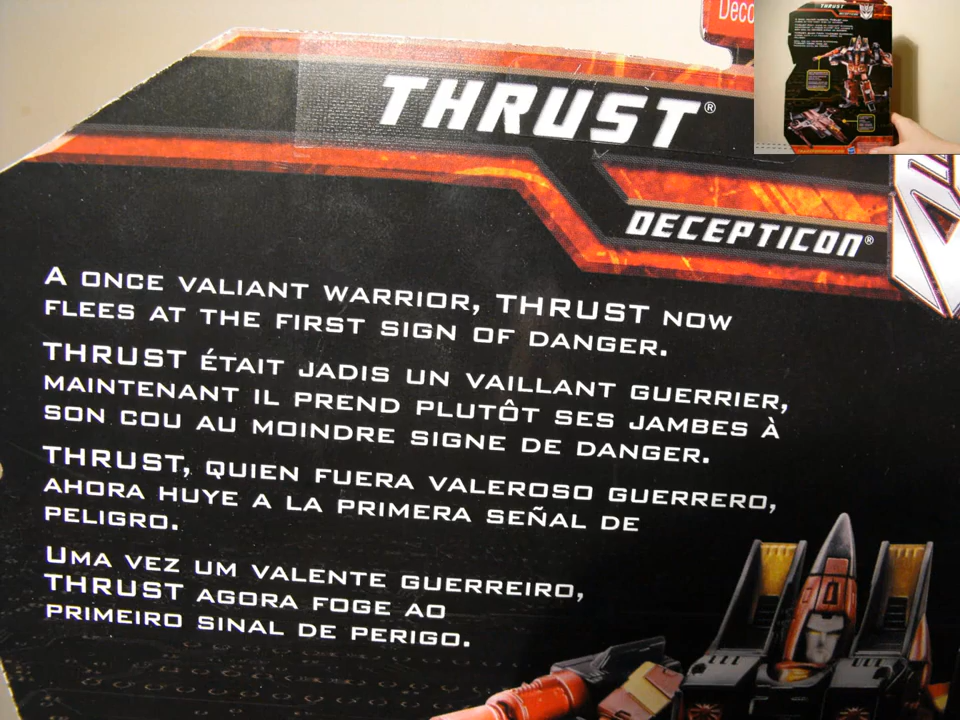 Deco
THRUST®
DECEPTICON®
A ONCE VALIANT WARRIOR, THRUST NOW
FLEES AT THE FIRST SIGN OF DANGER.
THRUST ÉTAIT JADIS UN VAILLANT GUERRIER,
MAINTENANT IL PREND PLUTÔT SES JAMBES À
SON COU AU MOINDRE SIGNE DE DANGER.
THRUST, QUIEN FUERA VALEROSO GUERRERO,
AHORA HUYE A LA PRIMERA SEÑAL DE
PELIGRO.
UMA VEZ UM VALENTE GUERREIRO,
THRUST AGORA FOGE AO
PRIMEIRO SINAL DE PERIGO.
THRUST